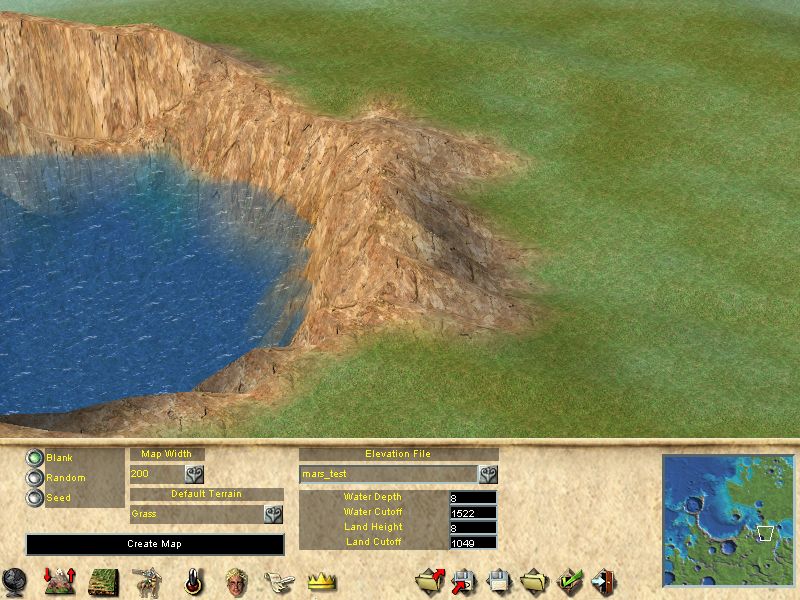 Blank
Random
Seed
Map Width
200
Default Terrain
Grass
Create Map
Elevation File
mars_test
Water Depth 8
Water Cutoff 1522
Land Height 8
Land Cutoff 1049